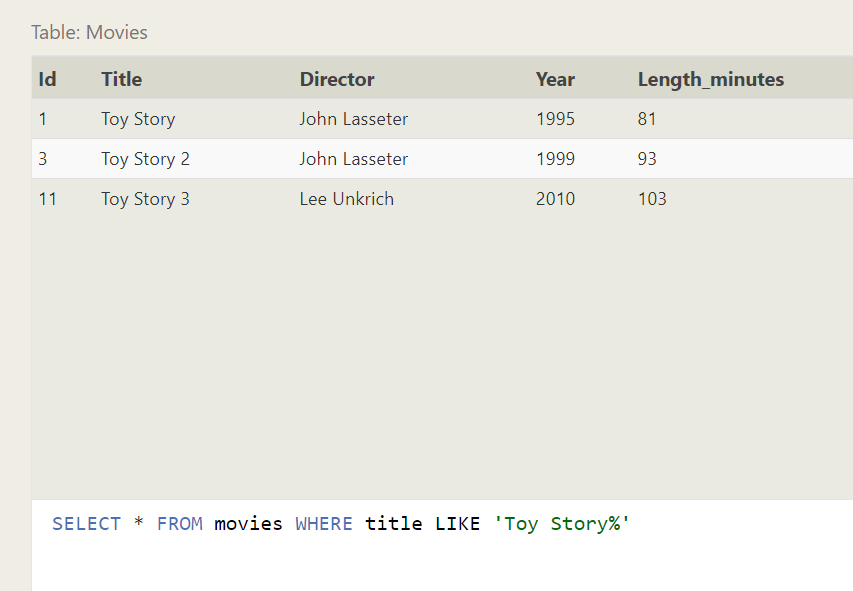 Table: Movies
Id Title Director Year Length_minutes
1 Toy Story John Lasseter 1995 81
3 Toy Story 2 John Lasseter 1999 93
11 Toy Story 3 Lee Unkrich 2010 103
SELECT * FROM movies WHERE title LIKE 'Toy Story%'